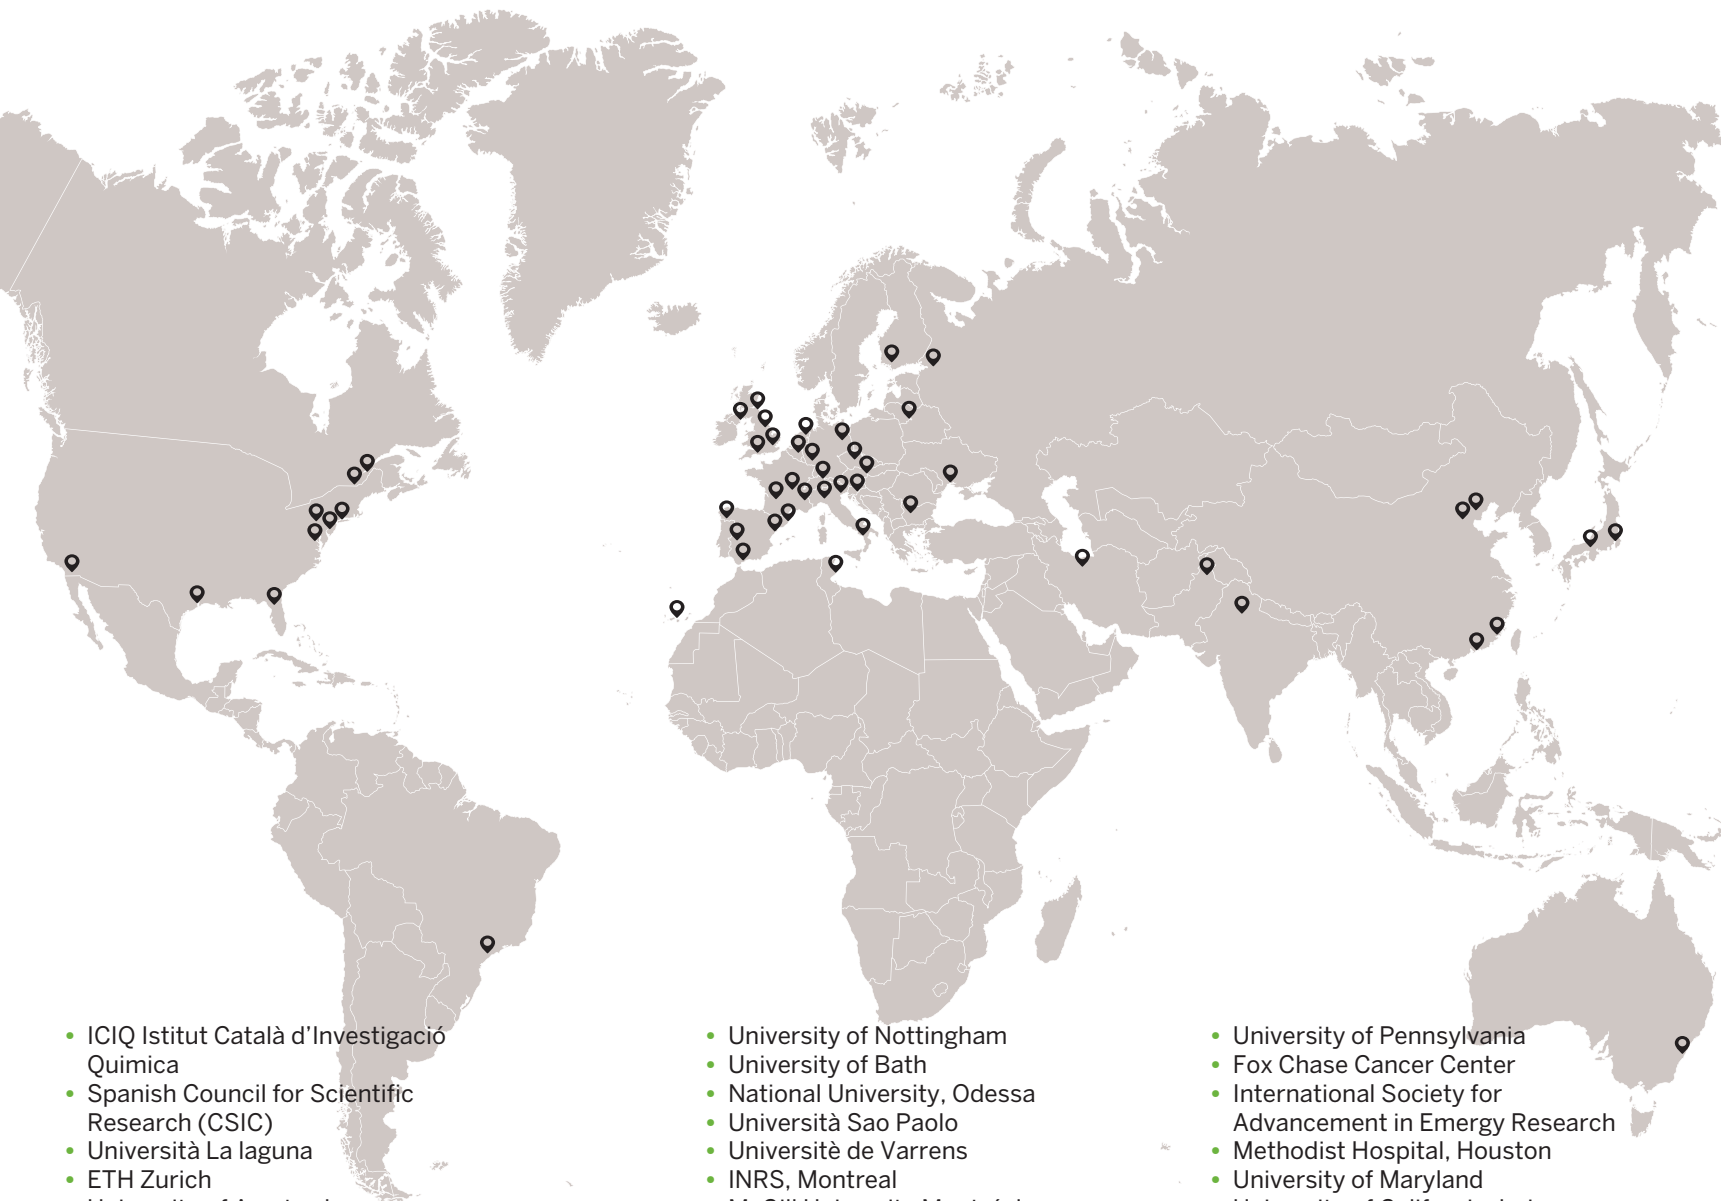 • ICIQ Istitut Català d’Investigació
Quimica
• Spanish Council for Scientific
Research (CSIC)
• Università La laguna
• ETH Zurich
• University of Nottingham
• University of Bath
• National University, Odessa
• Università Sao Paolo
• Universitè de Varrens
• INRS, Montreal
• University of Pennsylvania
• Fox Chase Cancer Center
• International Society for
Advancement in Emergy Research
• Methodist Hospital, Houston
• University of Maryland